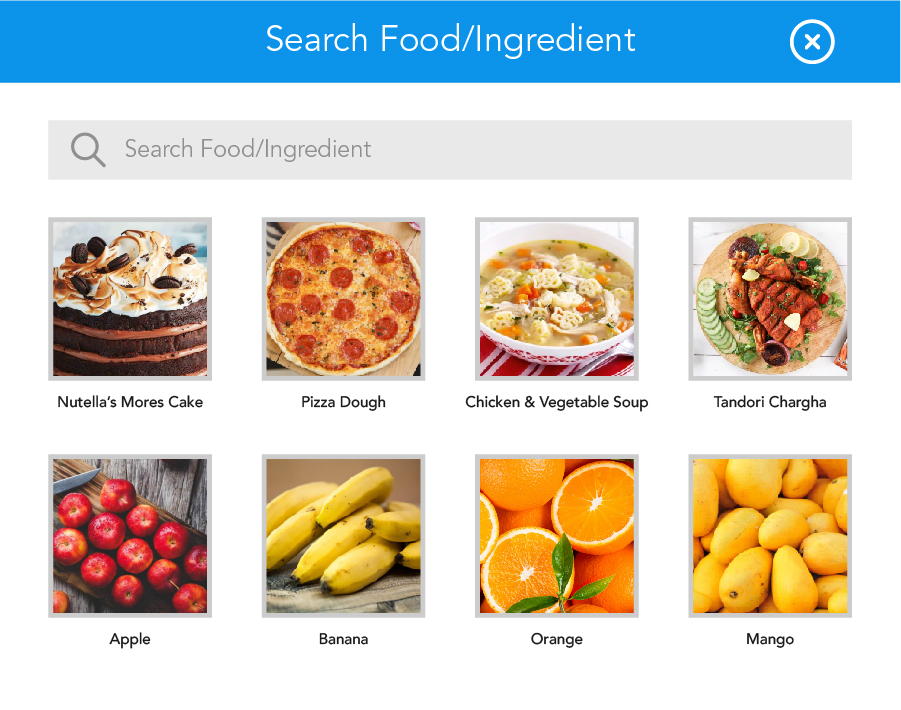 Search Food/Ingredient
Search Food/Ingredient
Nutella's Mores Cake
Pizza Dough
Chicken & Vegetable Soup
Tandori Chargha
Apple
Banana
Orange
Mango